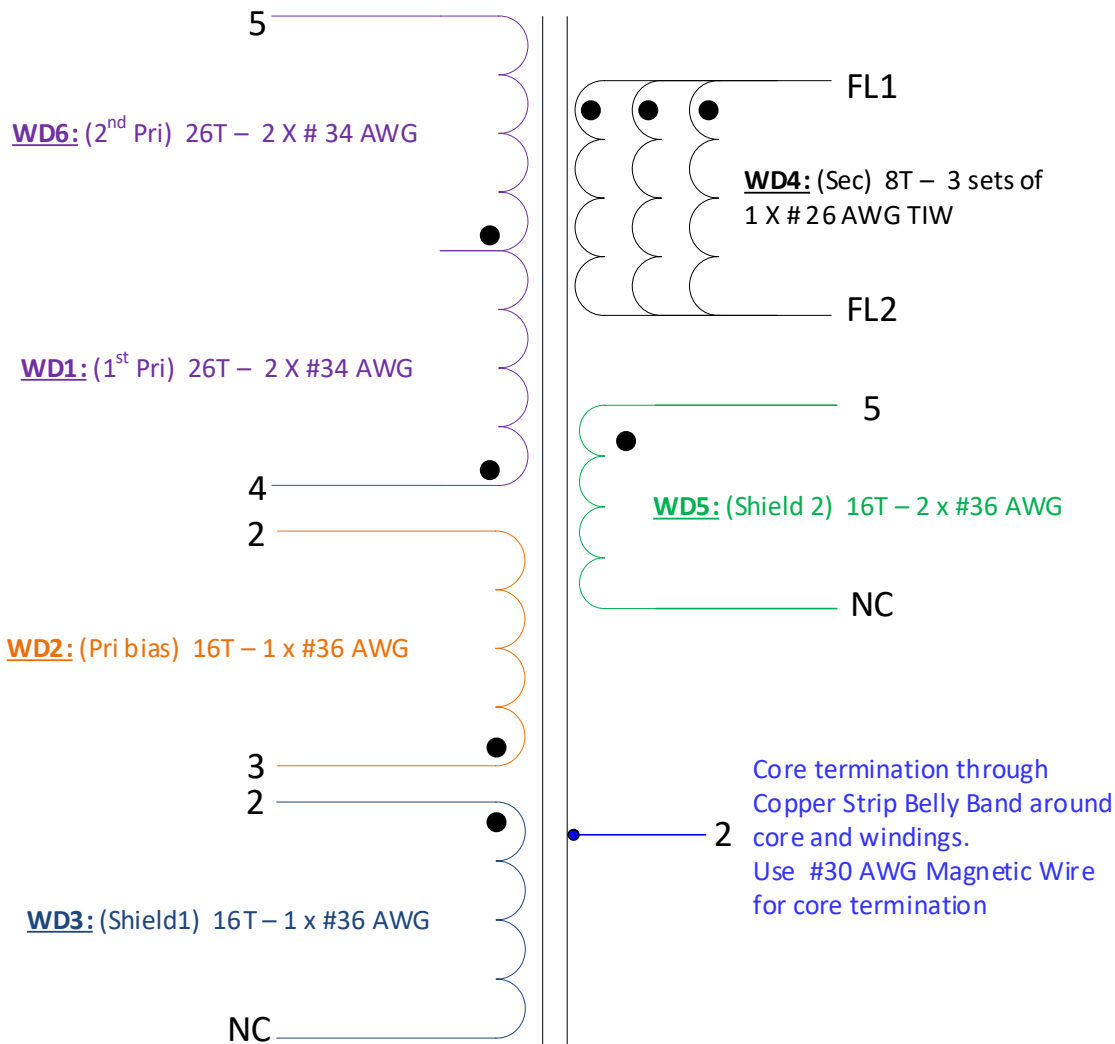 5
WD6: (2nd Pri) 26T – 2 X # 34 AWG
WD1: (1st Pri) 26T – 2 X #34 AWG
4
2
WD2: (Pri bias) 16T – 1 x #36 AWG
3
2
WD3: (Shield1) 16T – 1 x #36 AWG
NC
FL1
WD4: (Sec) 8T – 3 sets of
1 X # 26 AWG TIW
FL2
5
WD5: (Shield 2) 16T – 2 x #36 AWG
NC
2
Core termination through
Copper Strip Belly Band around
core and windings.
Use #30 AWG Magnetic Wire
for core termination